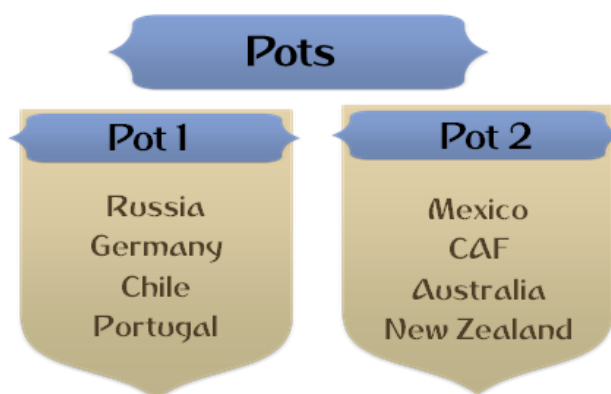 Pots
Pot 1
Russia
Germany
Chile
Portugal
Pot 2
Mexico
CAF
Australia
New Zealand